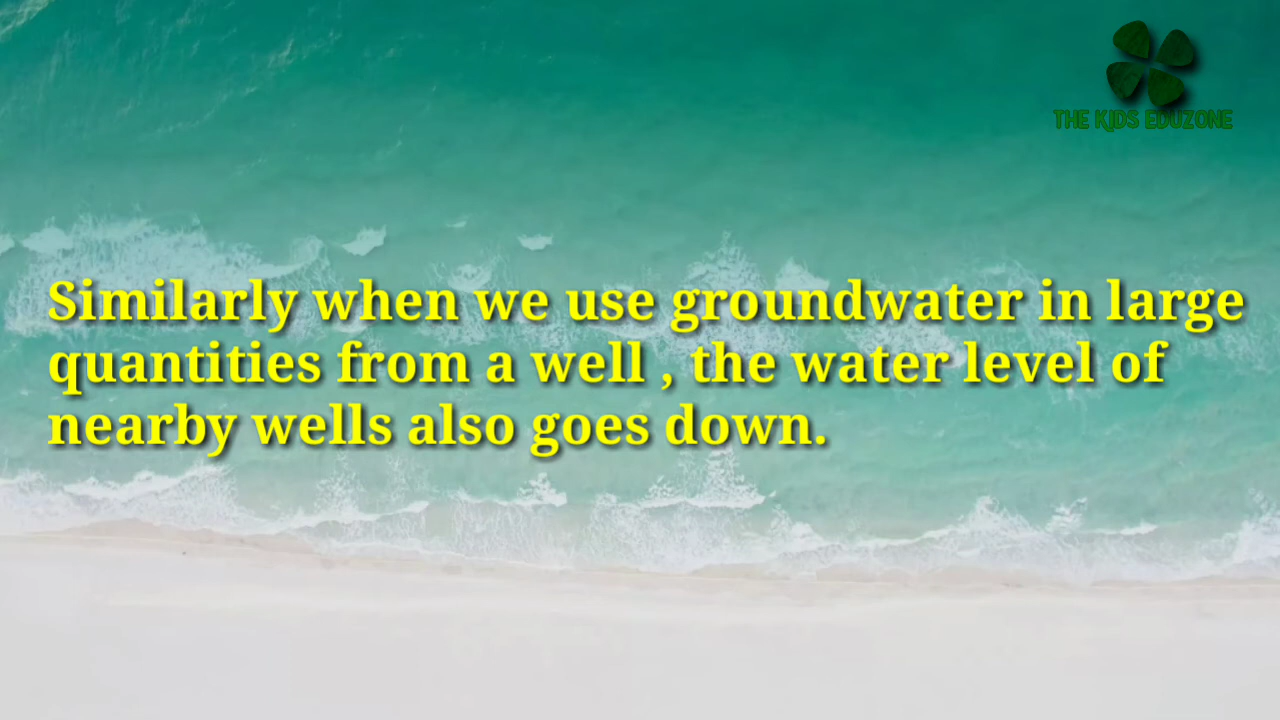 THE KIDS EDUZONE
Similarly when we use groundwater in large
quantities from a well , the water level of
nearby wells also goes down.